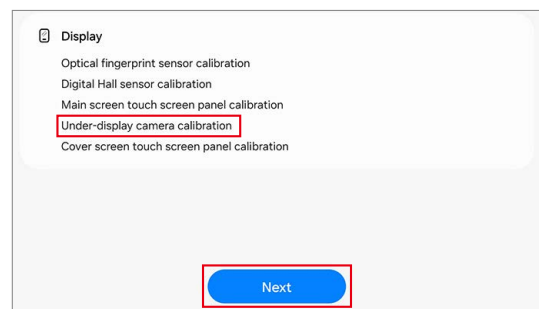 Display
Optical fingerprint sensor calibration
Digital Hall sensor calibration
Main screen touch screen panel calibration
Under-display camera calibration
Cover screen touch screen panel calibration
Next